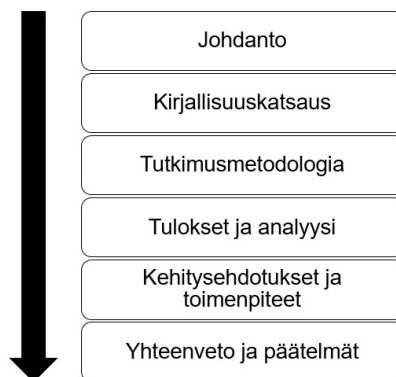 Johdanto
Kirjallisuuskatsaus
Tutkimusmetodologia
Tulokset ja analyysi
Kehitysehdotukset ja
toimenpiteet
Yhteenveto ja päätelmät